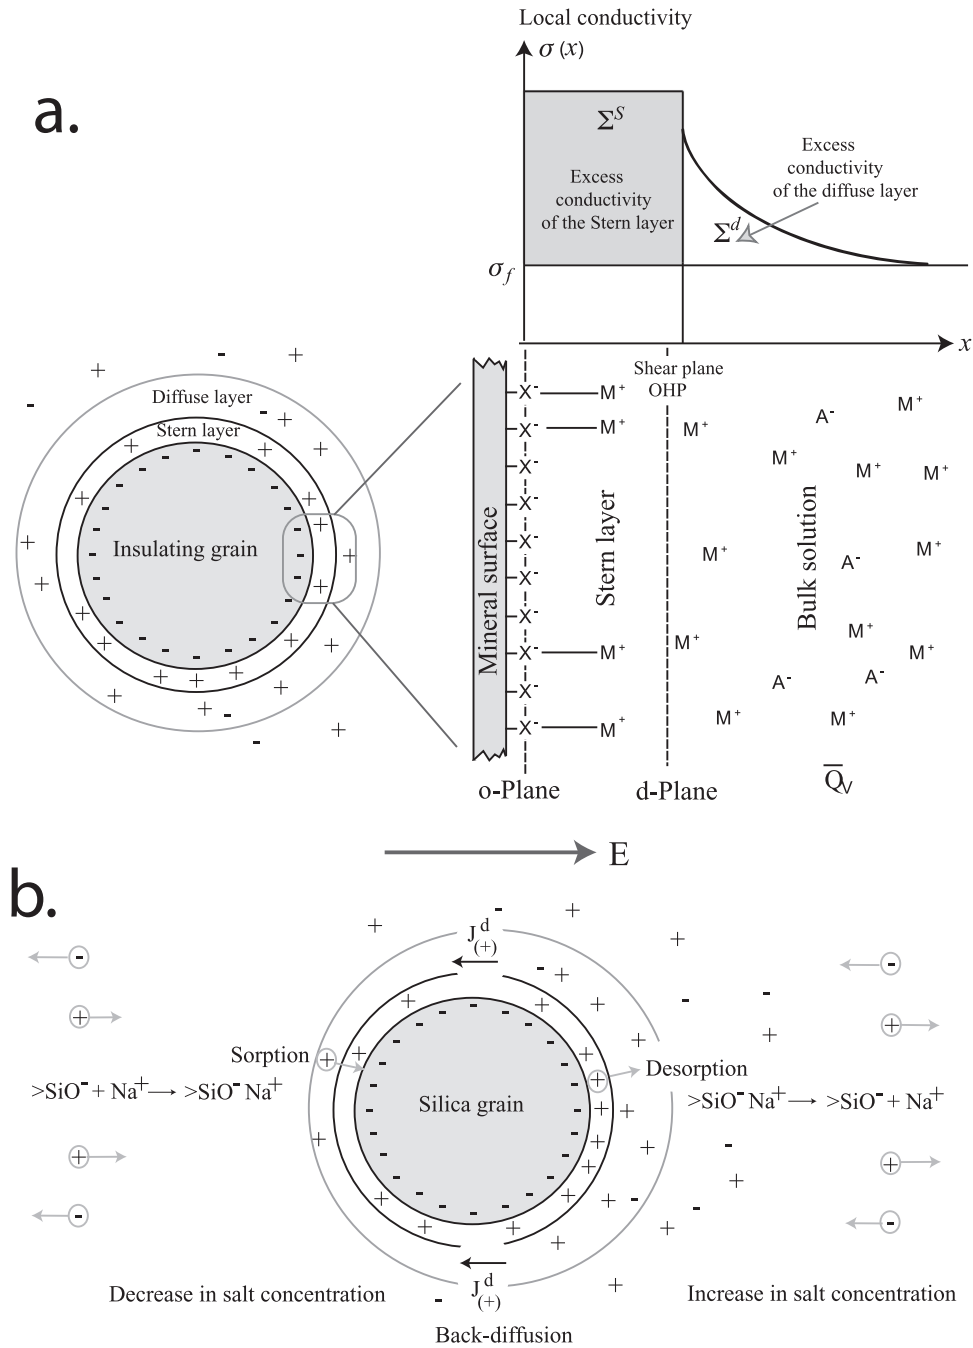 Local conductivity
σ (x)
a.
Σ^S
Excess
conductivity
of the Stern layer
Excess
conductivity
of the diffuse layer
Σ^d
σ_f
x
Shear plane
OHP
Diffuse layer
Stern layer
Insulating grain
Mineral surface
X⁻ M⁺
X⁻ M⁺
X⁻
X⁻
X⁻
X⁻
X⁻
X⁻ M⁺
X⁻
X⁻ M⁺
Stern layer
Bulk solution
M⁺
A⁻
M⁺
M⁺
M⁺
M⁺
M⁺
M⁺
A⁻
M⁺
M⁺
M⁺
M⁺
A⁻
A⁻
M⁺
M⁺
Q̅_V
o-Plane
d-Plane
E
b.
J^d_(+)
Sorption
>SiO⁻ + Na⁺ → >SiO⁻ Na⁺
Silica grain
Desorption
>SiO⁻ Na⁺ → >SiO⁻ + Na⁺
J^d_(+)
Decrease in salt concentration
Increase in salt concentration
Back-diffusion